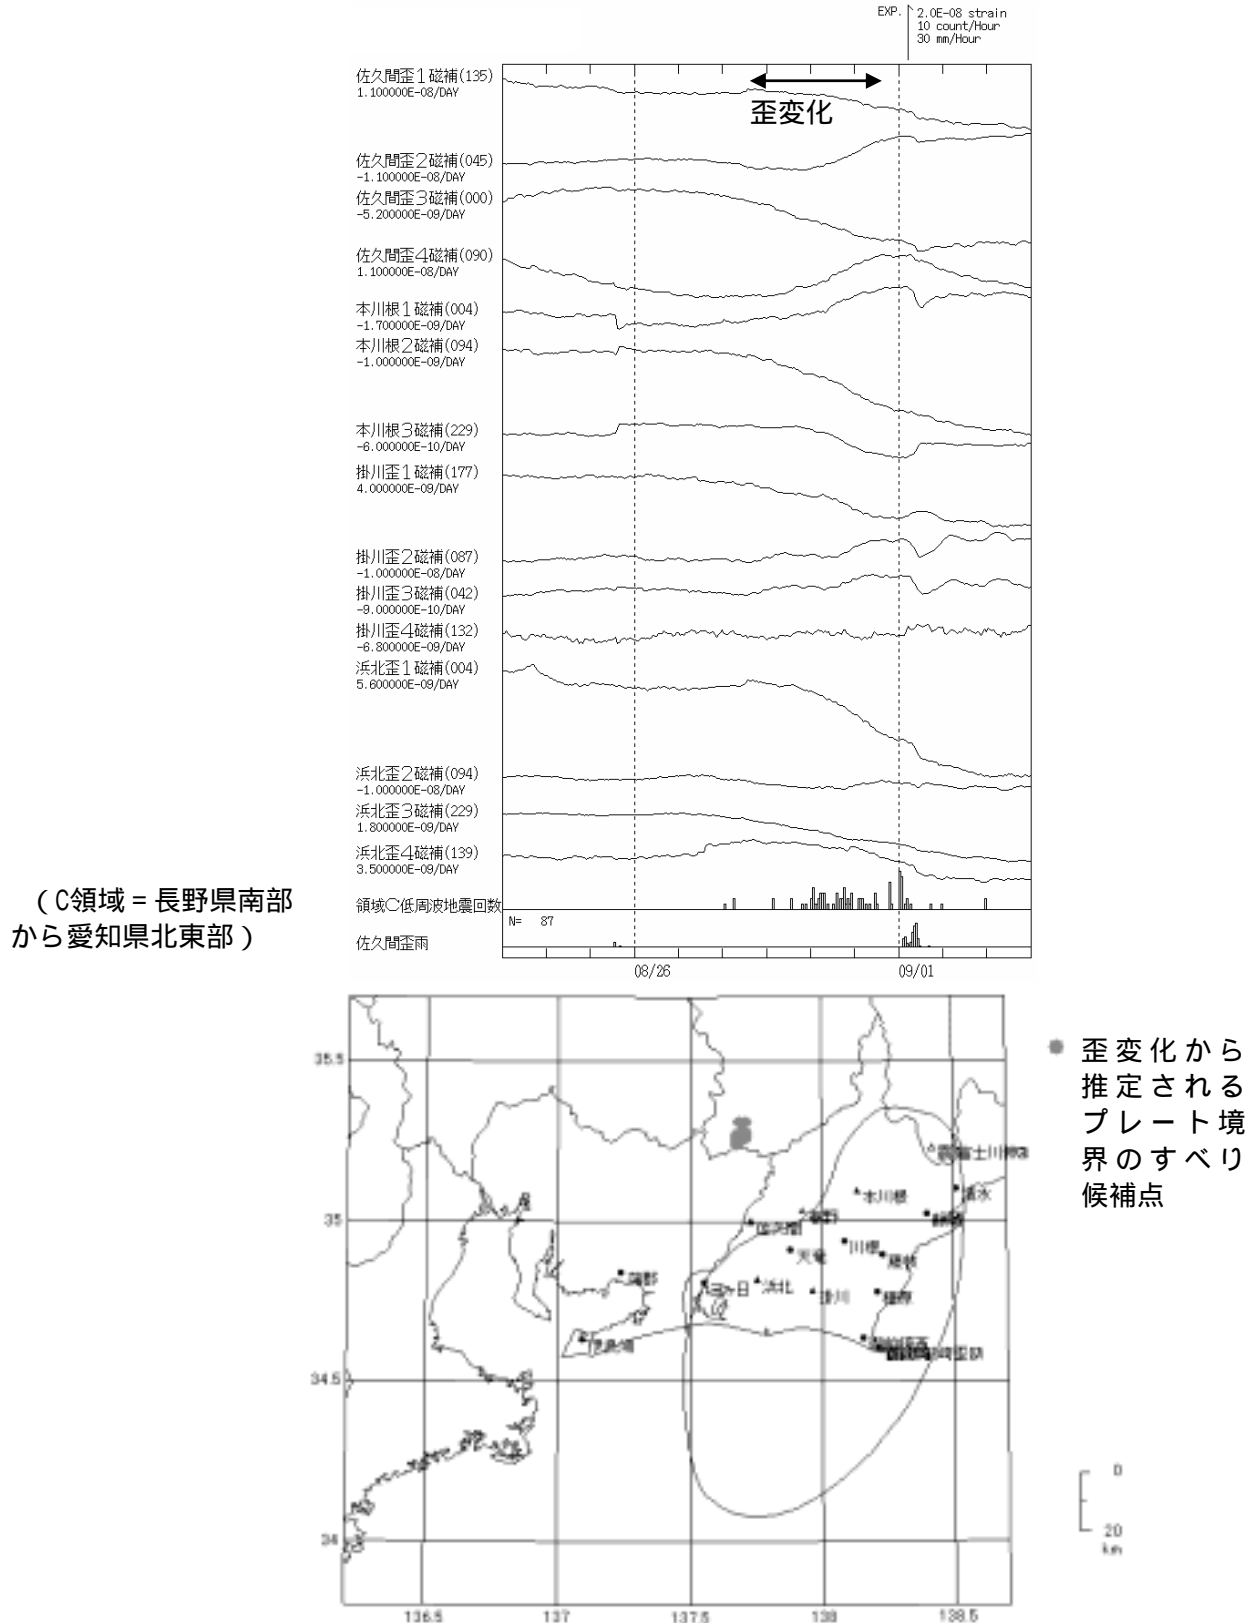 EXP. 2.0E-08 strain
10 count/Hour
30 mm/Hour
佐久間歪1磁補(135)
1.100000E-08/DAY
歪変化
佐久間歪2磁補(045)
-1.100000E-08/DAY
佐久間歪3磁補(000)
-5.200000E-09/DAY
佐久間歪4磁補(090)
1.100000E-08/DAY
本川根1磁補(004)
-1.700000E-09/DAY
本川根2磁補(094)
-1.000000E-09/DAY
本川根3磁補(229)
-6.000000E-10/DAY
掛川歪1磁補(177)
4.000000E-09/DAY
掛川歪2磁補(087)
-1.000000E-08/DAY
掛川歪3磁補(042)
-9.000000E-10/DAY
掛川歪4磁補(132)
-6.800000E-09/DAY
浜北歪1磁補(004)
5.600000E-09/DAY
浜北歪2磁補(094)
-1.000000E-08/DAY
浜北歪3磁補(229)
1.800000E-09/DAY
浜北歪4磁補(139)
3.500000E-09/DAY
(C領域=長野県南部
から愛知県北東部)
領域C低周波地震回数
N= 87
佐久間歪雨
08/26
09/01
歪変化から
推定される
プレート境
界のすべり
候補点
35.5
富士川
本川根
清水
35
佐久間
川根
天竜
蒲郡
三ヶ日
浜北
掛川
榛原
34.5
34
0
20
km
136.5
137
137.5
138
138.5